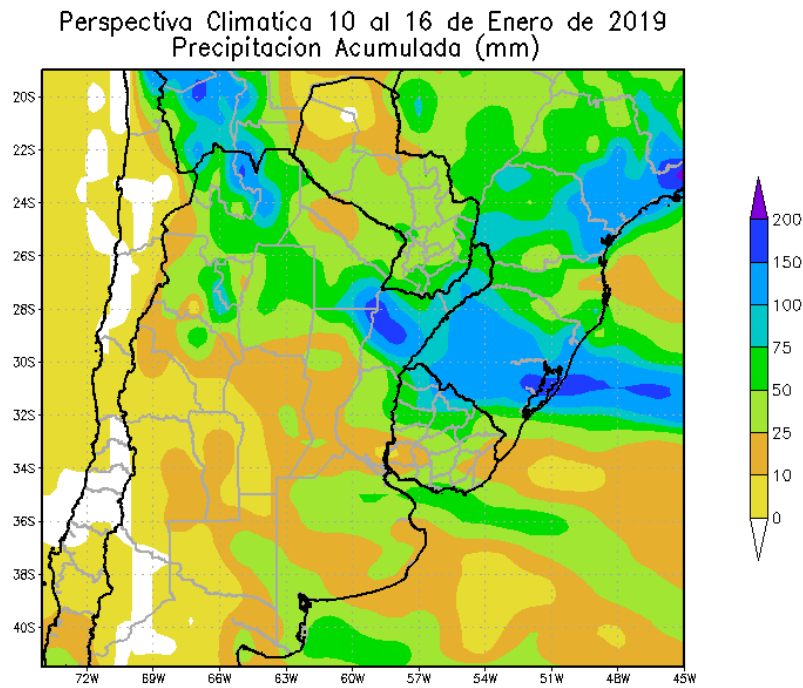 Perspectiva Climatica 10 al 16 de Enero de 2019
Precipitacion Acumulada (mm)
20S
22S
24S
26S
28S
30S
32S
34S
36S
38S
40S
72W 69W 66W 63W 60W 57W 54W 51W 48W 45W
200
150
100
75
50
10
0